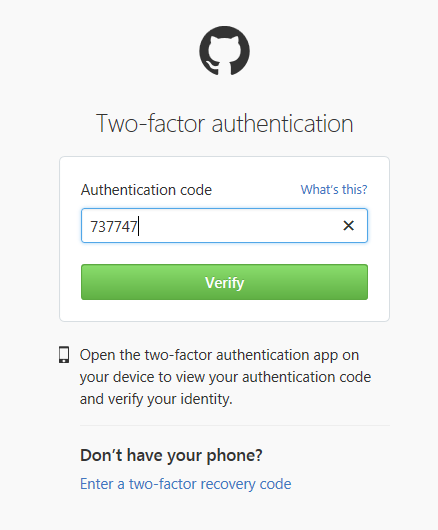 Two-factor authentication
Authentication code What's this?
737747
Verify
Open the two-factor authentication app on
your device to view your authentication code
and verify your identity.
Don't have your phone?
Enter a two-factor recovery code